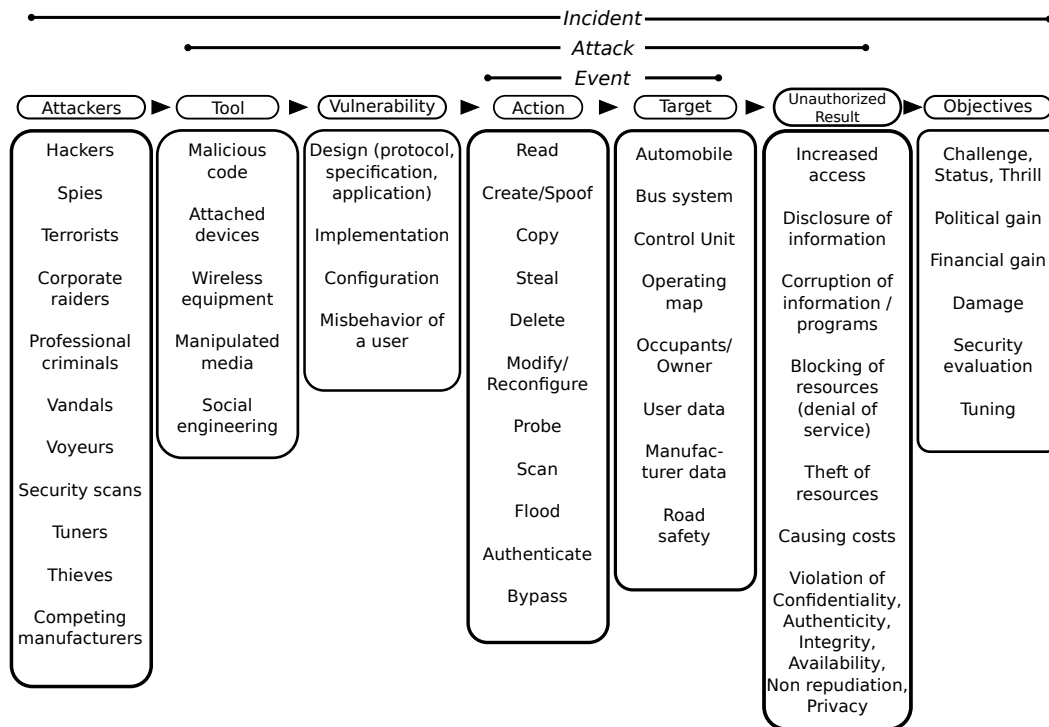 Incident
Attack
Event
Attackers
Tool
Vulnerability
Action
Target
Unauthorized
Result
Objectives
Hackers
Spies
Terrorists
Corporate
raiders
Professional
criminals
Vandals
Voyeurs
Security scans
Tuners
Thieves
Competing
manufacturers
Malicious
code
Attached
devices
Wireless
equipment
Manipulated
media
Social
engineering
Design (protocol,
specification,
application)
Implementation
Configuration
Misbehavior of
a user
Read
Create/Spoof
Copy
Steal
Delete
Modify/
Reconfigure
Probe
Scan
Flood
Authenticate
Bypass
Automobile
Bus system
Control Unit
Operating
map
Occupants/
Owner
User data
Manufac-
turer data
Road
safety
Increased
access
Disclosure of
information
Corruption of
information /
programs
Blocking of
resources
(denial of
service)
Theft of
resources
Causing costs
Violation of
Confidentiality,
Authenticity,
Integrity,
Availability,
Non repudiation,
Privacy
Challenge,
Status, Thrill
Political gain
Financial gain
Damage
Security
evaluation
Tuning